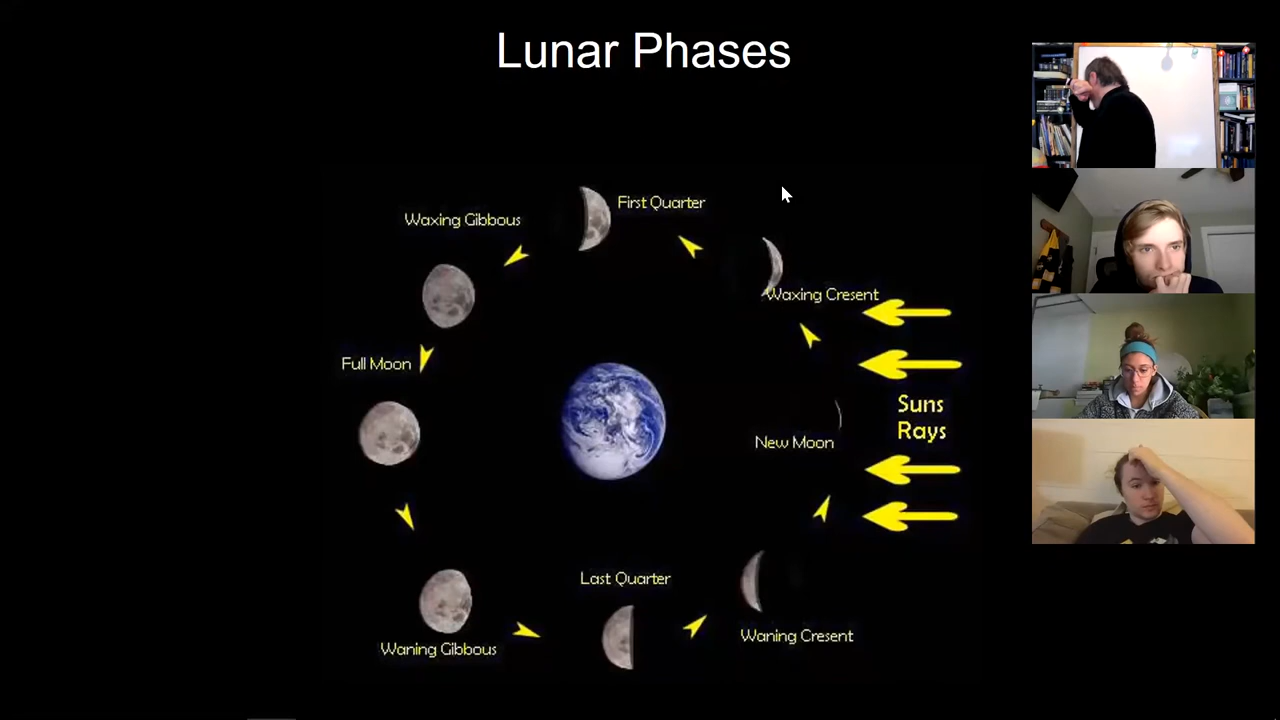 Lunar Phases
First Quarter
Waxing Gibbous
Waxing Cresent
Full Moon
Suns
Rays
New Moon
Last Quarter
Waning Cresent
Waning Gibbous